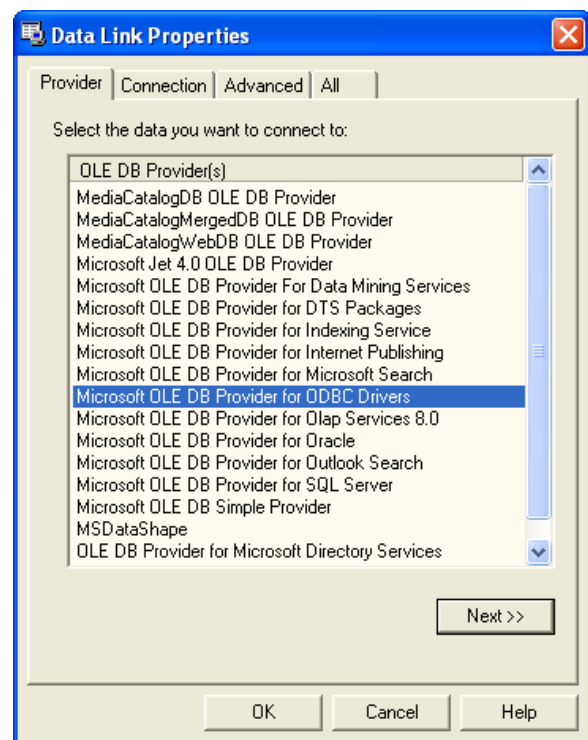 Data Link Properties
Provider Connection Advanced All
Select the data you want to connect to:
OLE DB Provider(s)
MediaCatalogDB OLE DB Provider
MediaCatalogMergedDB OLE DB Provider
MediaCatalogWebDB OLE DB Provider
Microsoft Jet 4.0 OLE DB Provider
Microsoft OLE DB Provider For Data Mining Services
Microsoft OLE DB Provider for DTS Packages
Microsoft OLE DB Provider for Indexing Service
Microsoft OLE DB Provider for Internet Publishing
Microsoft OLE DB Provider for Microsoft Search
Microsoft OLE DB Provider for ODBC Drivers
Microsoft OLE DB Provider for Olap Services 8.0
Microsoft OLE DB Provider for Oracle
Microsoft OLE DB Provider for Outlook Search
Microsoft OLE DB Provider for SQL Server
Microsoft OLE DB Simple Provider
MSDataShape
OLE DB Provider for Microsoft Directory Services
Next >>
OK Cancel Help